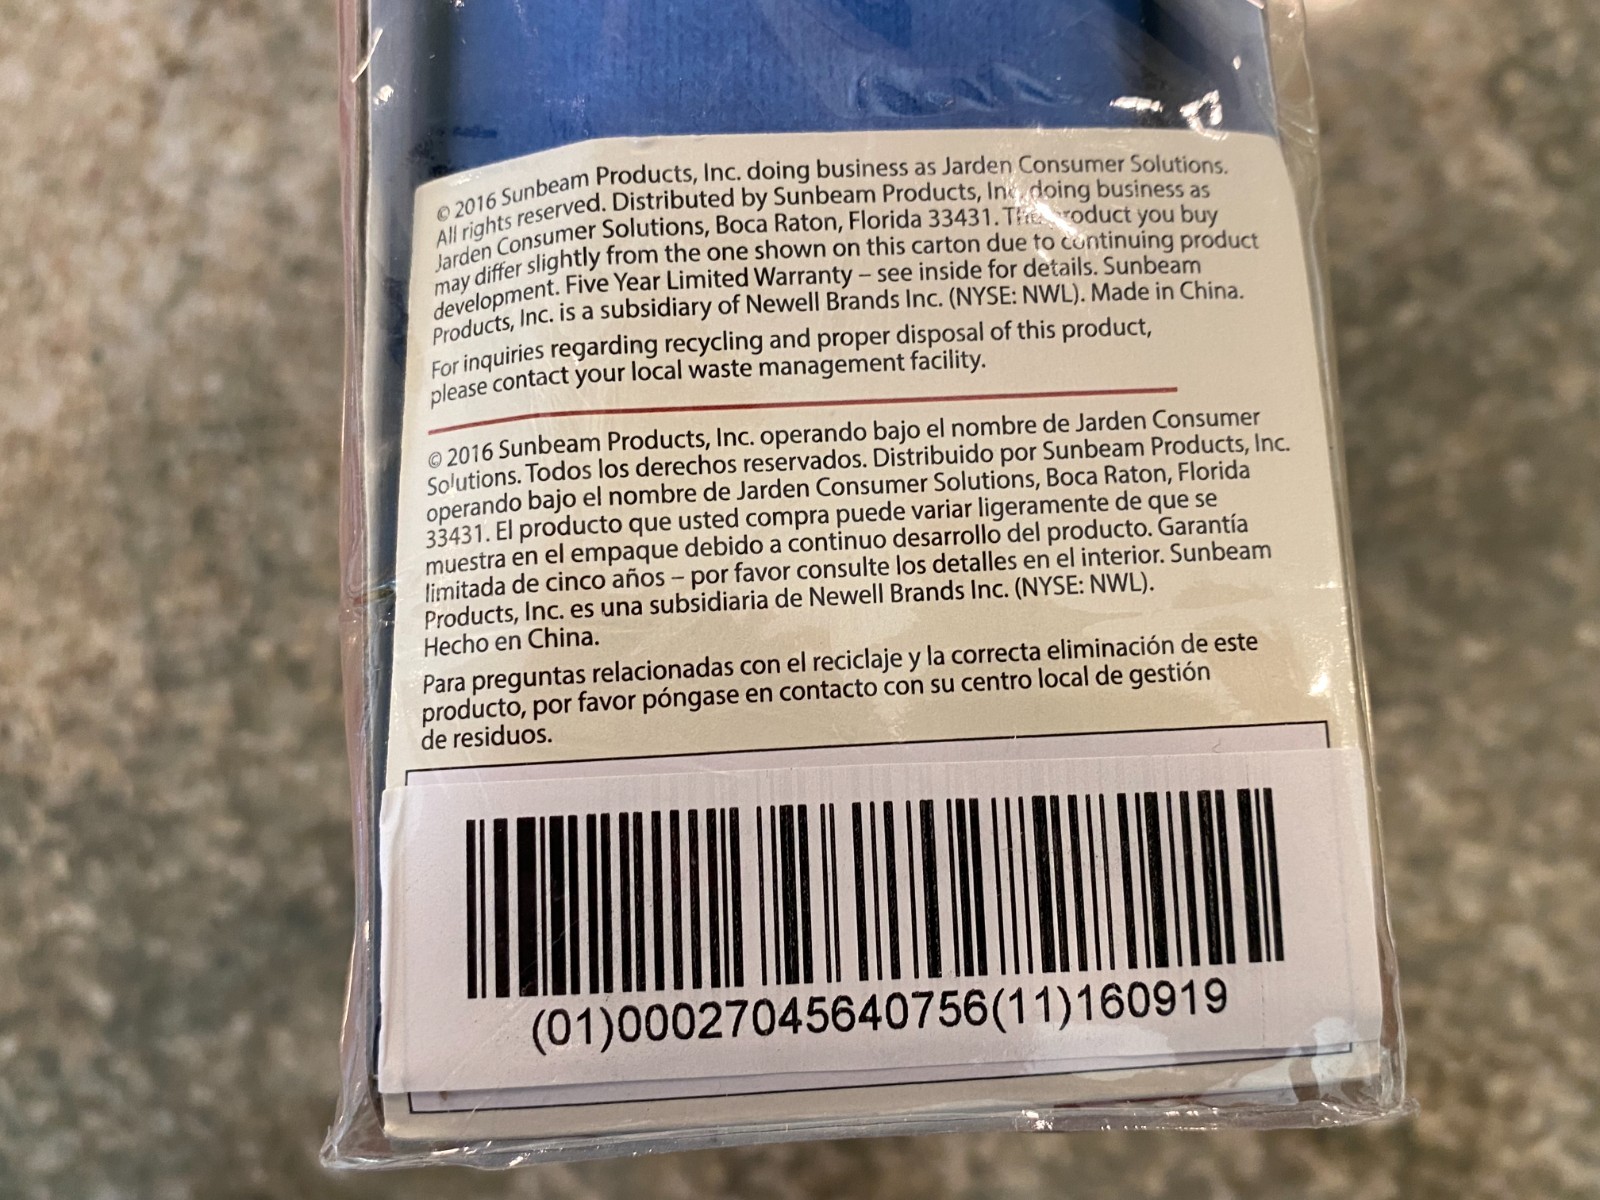 © 2016 Sunbeam Products, Inc. doing business as Jarden Consumer Solutions.
All rights reserved. Distributed by Sunbeam Products, Inc. doing business as
Jarden Consumer Solutions, Boca Raton, Florida 33431. The product you buy
may differ slightly from the one shown on this carton due to continuing product
development. Five Year Limited Warranty – see inside for details. Sunbeam
Products, Inc. is a subsidiary of Newell Brands Inc. (NYSE: NWL). Made in China.
For inquiries regarding recycling and proper disposal of this product,
please contact your local waste management facility.
© 2016 Sunbeam Products, Inc. operando bajo el nombre de Jarden Consumer
Solutions. Todos los derechos reservados. Distribuido por Sunbeam Products, Inc.
operando bajo el nombre de Jarden Consumer Solutions, Boca Raton, Florida
33431. El producto que usted compra puede variar ligeramente de que se
muestra en el empaque debido a continuo desarrollo del producto. Garantía
limitada de cinco años – por favor consulte los detalles en el interior. Sunbeam
Products, Inc. es una subsidiaria de Newell Brands Inc. (NYSE: NWL).
Hecho en China.
Para preguntas relacionadas con el reciclaje y la correcta eliminación de este
producto, por favor póngase en contacto con su centro local de gestión
de residuos.
(01)00027045640756(11)160919